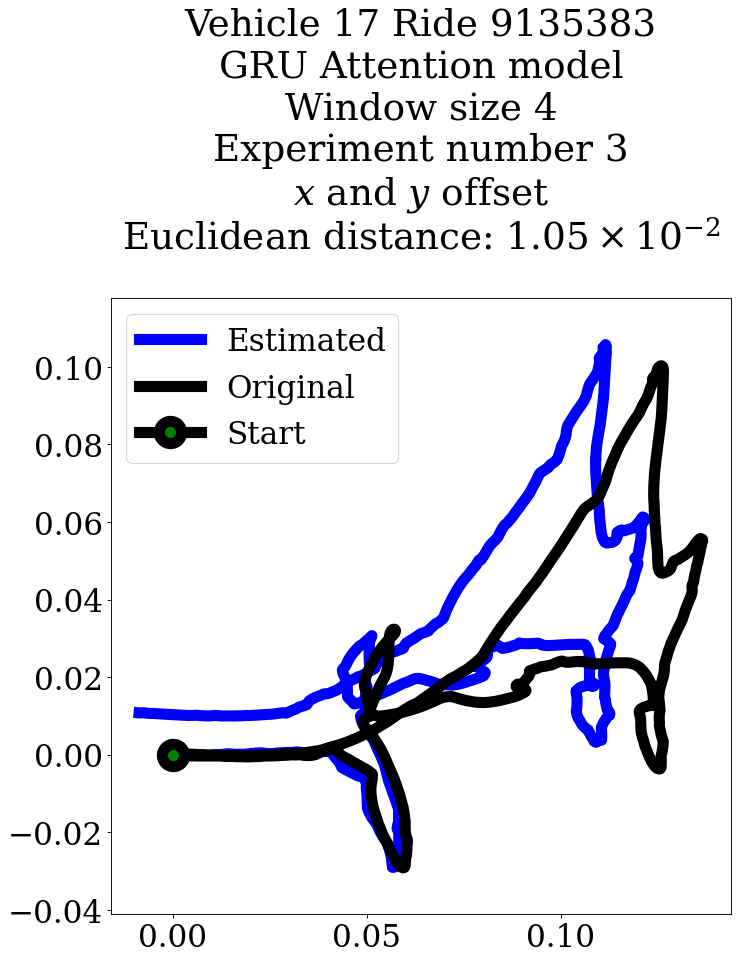 Vehicle 17 Ride 9135383
GRU Attention model
Window size 4
Experiment number 3
x and y offset
Euclidean distance: 1.05 × 10⁻²
Estimated
Original
Start
0.10
0.08
0.06
0.04
0.02
0.00
−0.02
−0.04
0.00 0.05 0.10